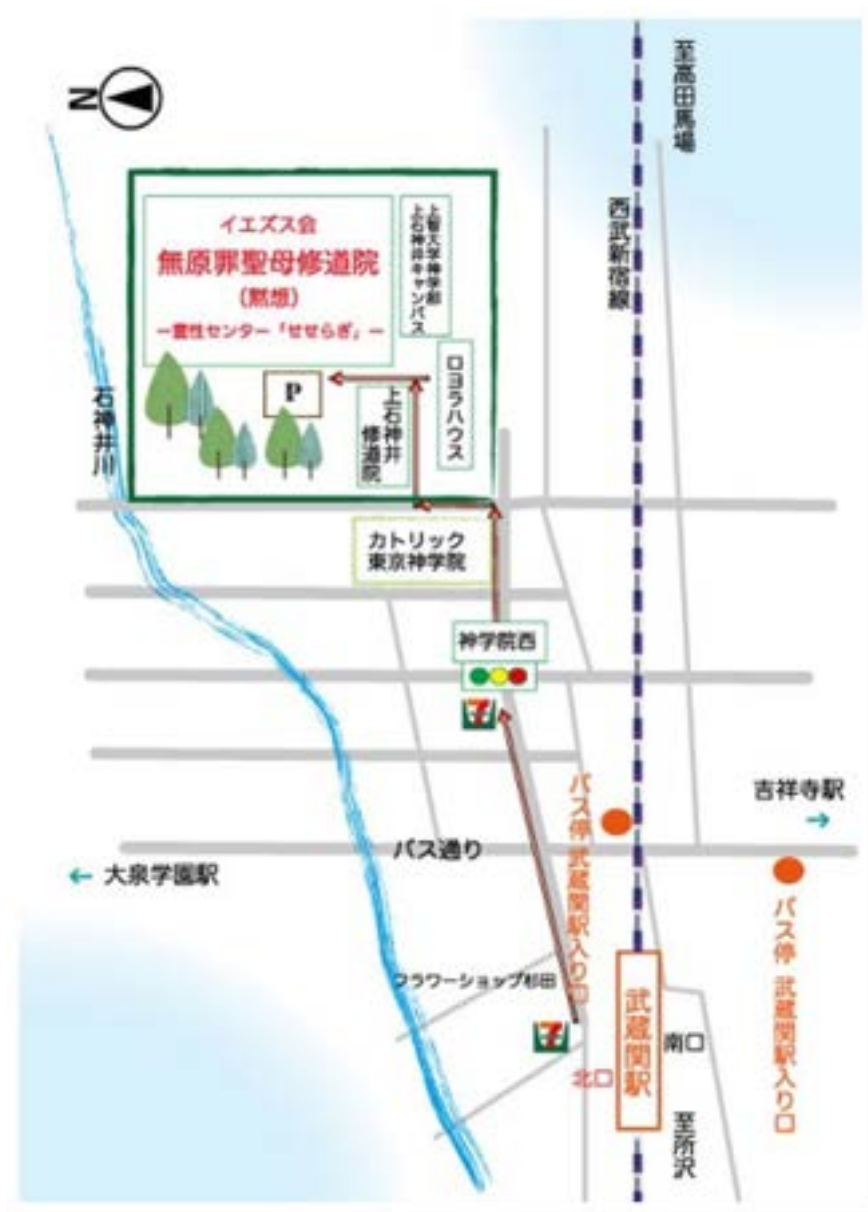 N
至高田馬場
西武新宿線
イエズス会
無原罪聖母修道院
(黙想)
ー霊性センター「せせらぎ」ー
上智大学神学部
上石神井キャンパス
ロヨラハウス
P
上石神井
修道院
石神井川
カトリック
東京神学院
神学院西
7
吉祥寺駅
→
バス停 武蔵関駅入り口
バス通り
← 大泉学園駅
バス停 武蔵関駅入り口
フラワーショップ杉田
7
武蔵関駅
南口
北口
至所沢